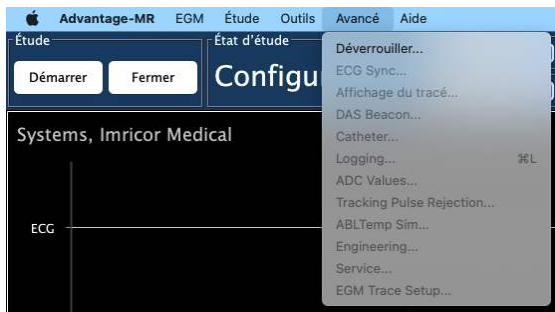 Advantage-MR EGM Étude Outils Avancé Aide
Étude
État d'étude
Démarrer Fermer
Systems, Imricor Medical
ECG
Déverrouiller...
ECG Sync...
Affichage du tracé...
DAS Beacon...
Catheter...
Logging... ⌘L
ADC Values...
Tracking Pulse Rejection...
ABLTemp Sim...
Engineering...
Service...
EGM Trace Setup...